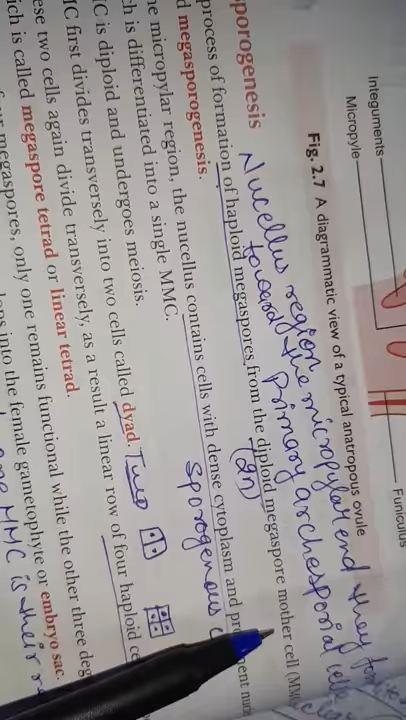 Integuments
Micropyle
Funiculus
Fig. 2.7 A diagrammatic view of a typical anatropous ovule
Nucellus region
toward the micropylar end they
Primary archesporial cell
porogenesis
process of formation of haploid megaspores from the diploid megaspore mother cell (MM
(2n)
d megasporogenesis.
he micropylar region, the nucellus contains cells with dense cytoplasm and pr ent nucle
sporogenous c
ch is differentiated into a single MMC.
C is diploid and undergoes meiosis.
C first divides transversely into two cells called dyad. Two
ese two cells again divide transversely, as a result a linear row of four haploid ce
ich is called megaspore tetrad or linear tetrad.
megaspores, only one remains functional while the other three deg
into the female gametophyte or embryo sac.
MMC is their